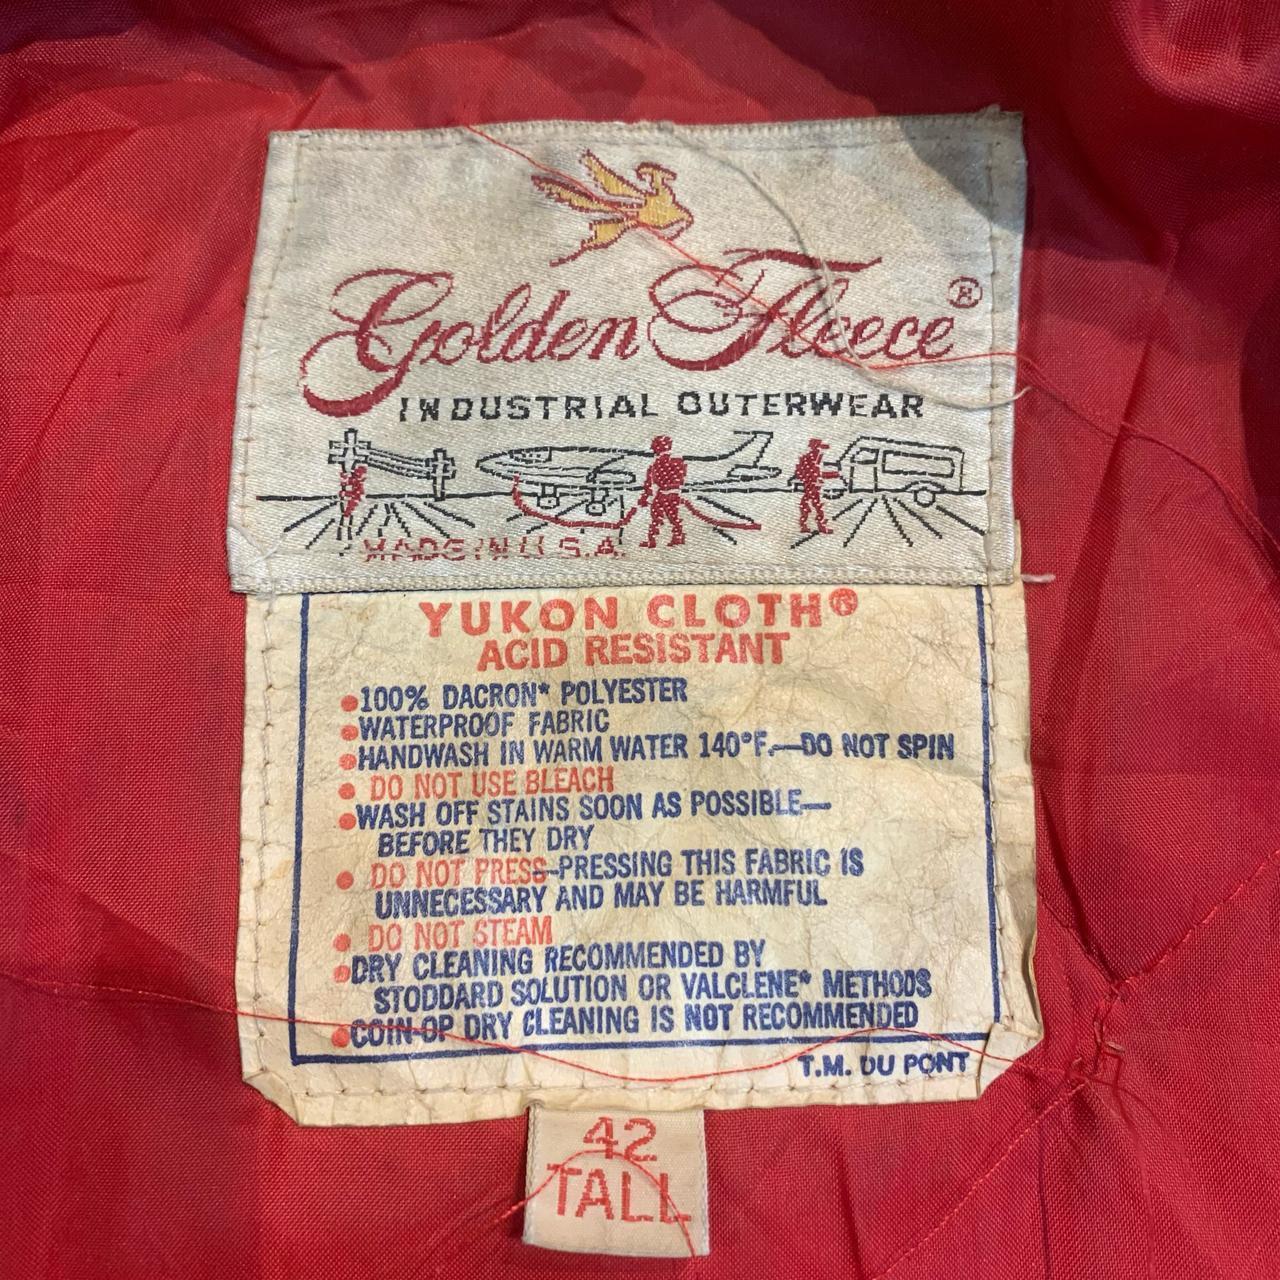 Golden Fleece ®
INDUSTRIAL OUTERWEAR
MADE IN U.S.A.
YUKON CLOTH®
ACID RESISTANT
•100% DACRON* POLYESTER
•WATERPROOF FABRIC
•HANDWASH IN WARM WATER 140°F.—DO NOT SPIN
• DO NOT USE BLEACH
•WASH OFF STAINS SOON AS POSSIBLE—
BEFORE THEY DRY
• DO NOT PRESS—PRESSING THIS FABRIC IS
UNNECESSARY AND MAY BE HARMFUL
• DO NOT STEAM
•DRY CLEANING RECOMMENDED BY
STODDARD SOLUTION OR VALCLENE* METHODS
•COIN-OP DRY CLEANING IS NOT RECOMMENDED
T.M. DU PONT
42
TALL